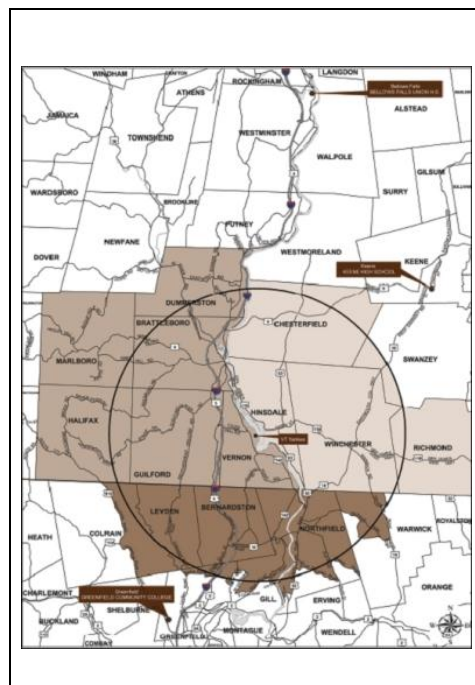 WINDHAM
ROCKINGHAM
LANGDON
ATHENS
BELLOWS FALLS UNION H.S.
ALSTEAD
JAMAICA
TOWNSHEND
WESTMINSTER
WALPOLE
GILSUM
SURRY
WARDSBORO
BROOKLINE
PUTNEY
NEWFANE
WESTMORELAND
DOVER
KEENE
Keene
KEENE HIGH SCHOOL
DUMMERSTON
BRATTLEBORO
CHESTERFIELD
MARLBORO
SWANZEY
HALIFAX
HINSDALE
VT Yankee
WINCHESTER
RICHMOND
GUILFORD
VERNON
LEYDEN
BERNARDSTON
NORTHFIELD
WARWICK
ROYALSTON
COLRAIN
HEATH
ORANGE
CHARLEMONT
Greenfield
GREENFIELD COMMUNITY COLLEGE
SHELBURNE
GILL
ERVING
BUCKLAND
GREENFIELD
MONTAGUE
WENDELL
CONWAY